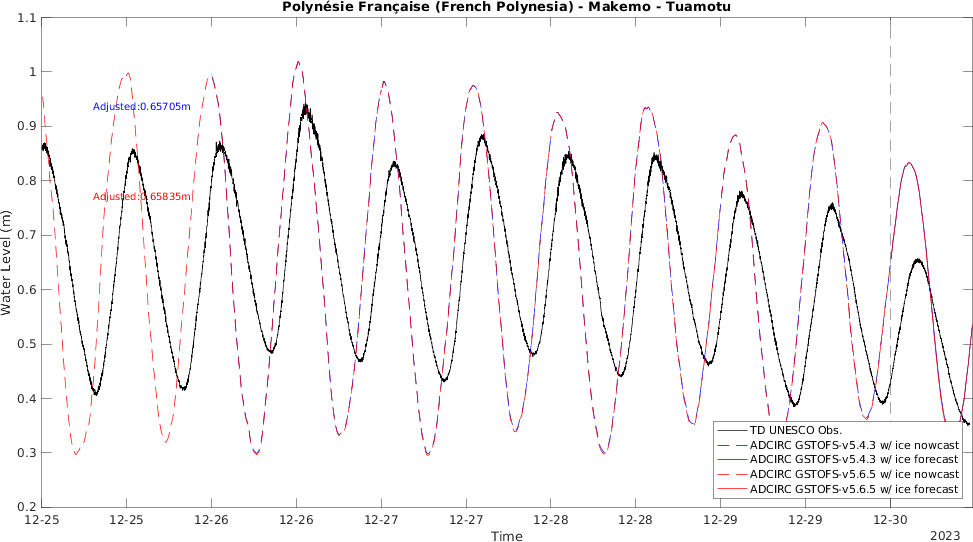 Polynésie Française (French Polynesia) - Makemo - Tuamotu
1.1
1
0.9
0.8
0.7
0.6
0.5
0.4
0.3
0.2
Water Level (m)
Adjusted:0.65705m
Adjusted:0.65835m
TD UNESCO Obs.
ADCIRC GSTOFS-v5.4.3 w/ ice nowcast
ADCIRC GSTOFS-v5.4.3 w/ ice forecast
ADCIRC GSTOFS-v5.6.5 w/ ice nowcast
ADCIRC GSTOFS-v5.6.5 w/ ice forecast
12-25 12-25 12-26 12-26 12-27 12-27 12-28 12-28 12-29 12-29 12-30
Time
2023